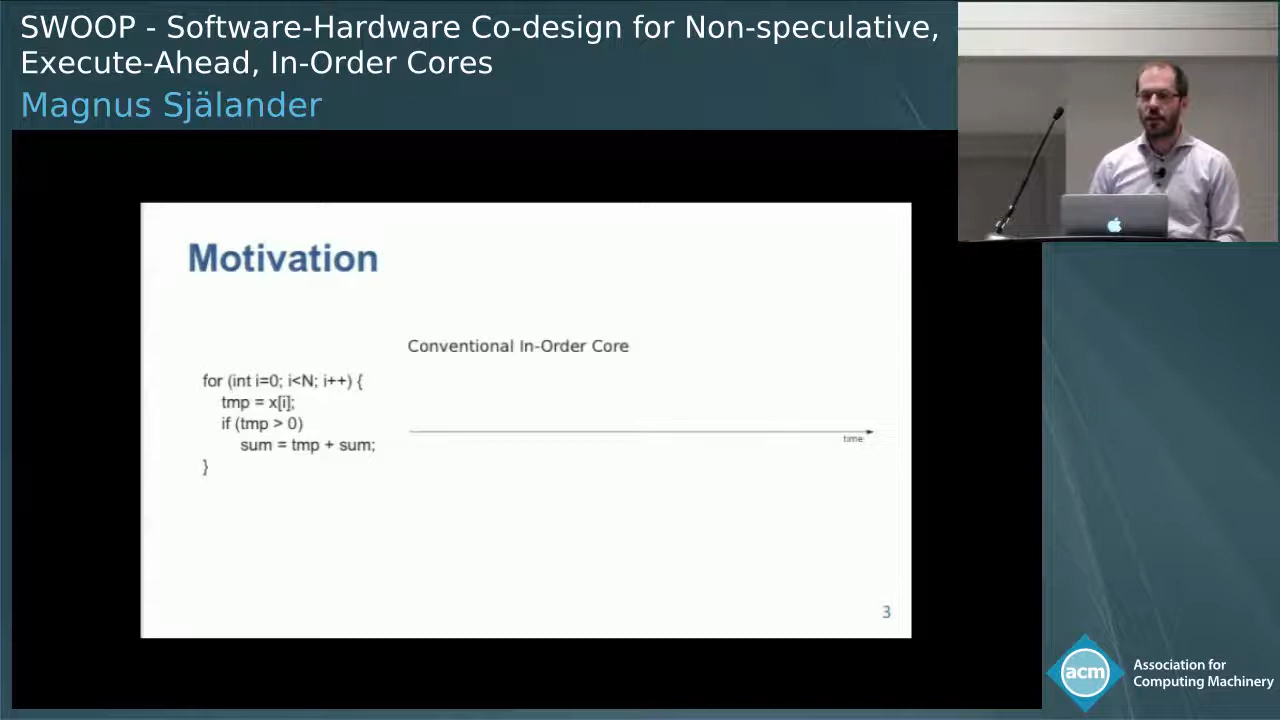 SWOOP - Software-Hardware Co-design for Non-speculative,
Execute-Ahead, In-Order Cores
Magnus Själander
Motivation
Conventional In-Order Core
for (int i=0; i<N; i++) {
tmp = x[i];
if (tmp > 0)
sum = tmp + sum;
}
time
3
acm
Association for
Computing Machinery